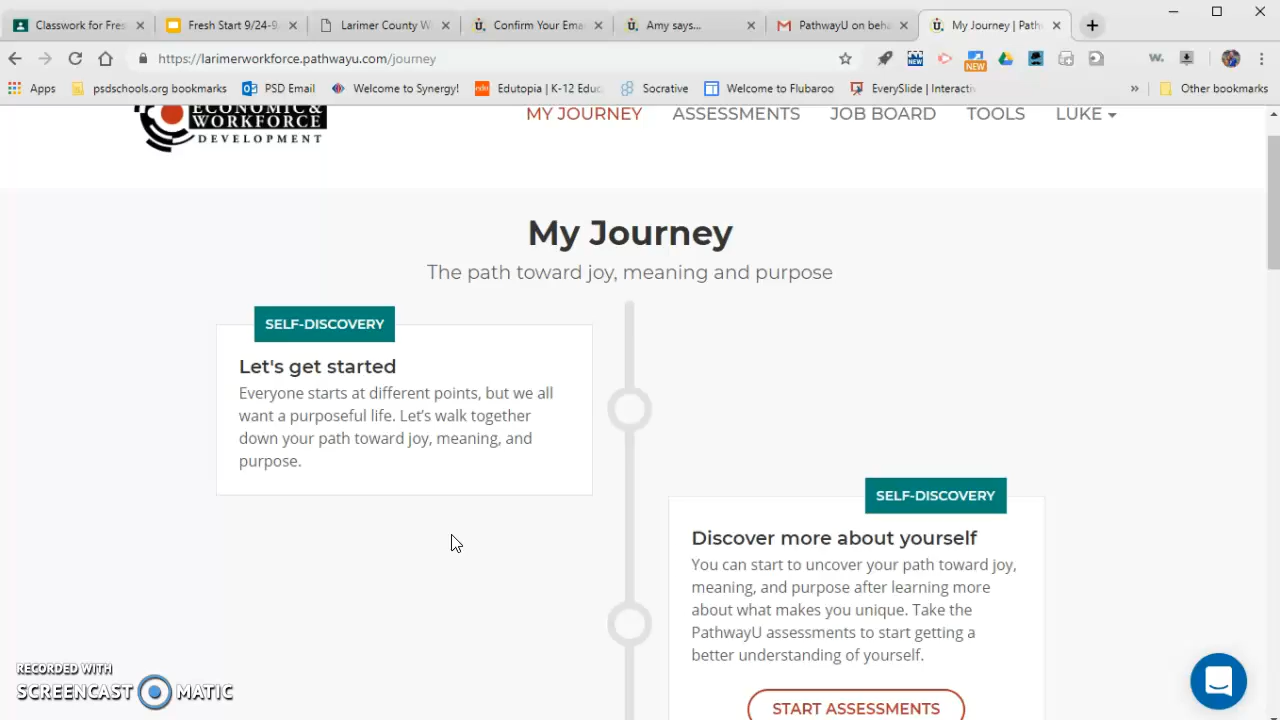 Classwork for Fres
Fresh Start 9/24-9
Larimer County W
Confirm Your Emai
Amy says...
PathwayU on beha
My Journey | Path
https://larimerworkforce.pathwayu.com/journey
NEW
NEW
w.
Apps
psdschools.org bookmarks
PSD Email
Welcome to Synergy!
Edutopia | K-12 Educ
Socrative
Welcome to Flubaroo
EverySlide | Interacti
»
Other bookmarks
ECONOMIC &
WORKFORCE
DEVELOPMENT
MY JOURNEY
ASSESSMENTS
JOB BOARD
TOOLS
LUKE
My Journey
The path toward joy, meaning and purpose
SELF-DISCOVERY
Let's get started
Everyone starts at different points, but we all
want a purposeful life. Let's walk together
down your path toward joy, meaning, and
purpose.
SELF-DISCOVERY
Discover more about yourself
You can start to uncover your path toward joy,
meaning, and purpose after learning more
about what makes you unique. Take the
PathwayU assessments to start getting a
better understanding of yourself.
START ASSESSMENTS
RECORDED WITH
SCREENCAST MATIC